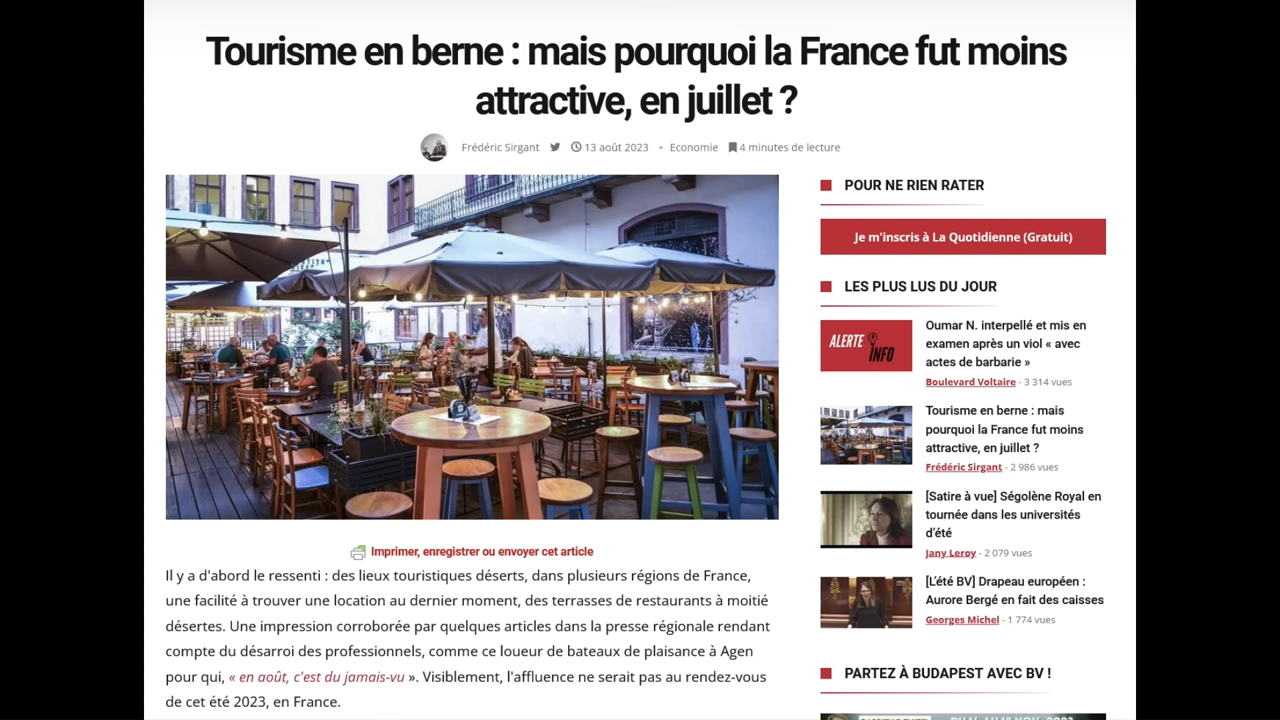 Tourisme en berne : mais pourquoi la France fut moins
attractive, en juillet ?
Frédéric Sirgant 13 août 2023 • Economie 4 minutes de lecture
Imprimer, enregistrer ou envoyer cet article
Il y a d'abord le ressenti : des lieux touristiques déserts, dans plusieurs régions de France,
une facilité à trouver une location au dernier moment, des terrasses de restaurants à moitié
désertes. Une impression corroborée par quelques articles dans la presse régionale rendant
compte du désarroi des professionnels, comme ce loueur de bateaux de plaisance à Agen
pour qui, « en août, c'est du jamais-vu ». Visiblement, l'affluence ne serait pas au rendez-vous
de cet été 2023, en France.
POUR NE RIEN RATER
Je m'inscris à La Quotidienne (Gratuit)
LES PLUS LUS DU JOUR
ALERTE
INFO
Oumar N. interpellé et mis en
examen après un viol « avec
actes de barbarie »
Boulevard Voltaire - 3 314 vues
Tourisme en berne : mais
pourquoi la France fut moins
attractive, en juillet ?
Frédéric Sirgant - 2 986 vues
[Satire à vue] Ségolène Royal en
tournée dans les universités
d'été
Jany Leroy - 2 079 vues
[L'été BV] Drapeau européen :
Aurore Bergé en fait des caisses
Georges Michel - 1 774 vues
PARTEZ À BUDAPEST AVEC BV !